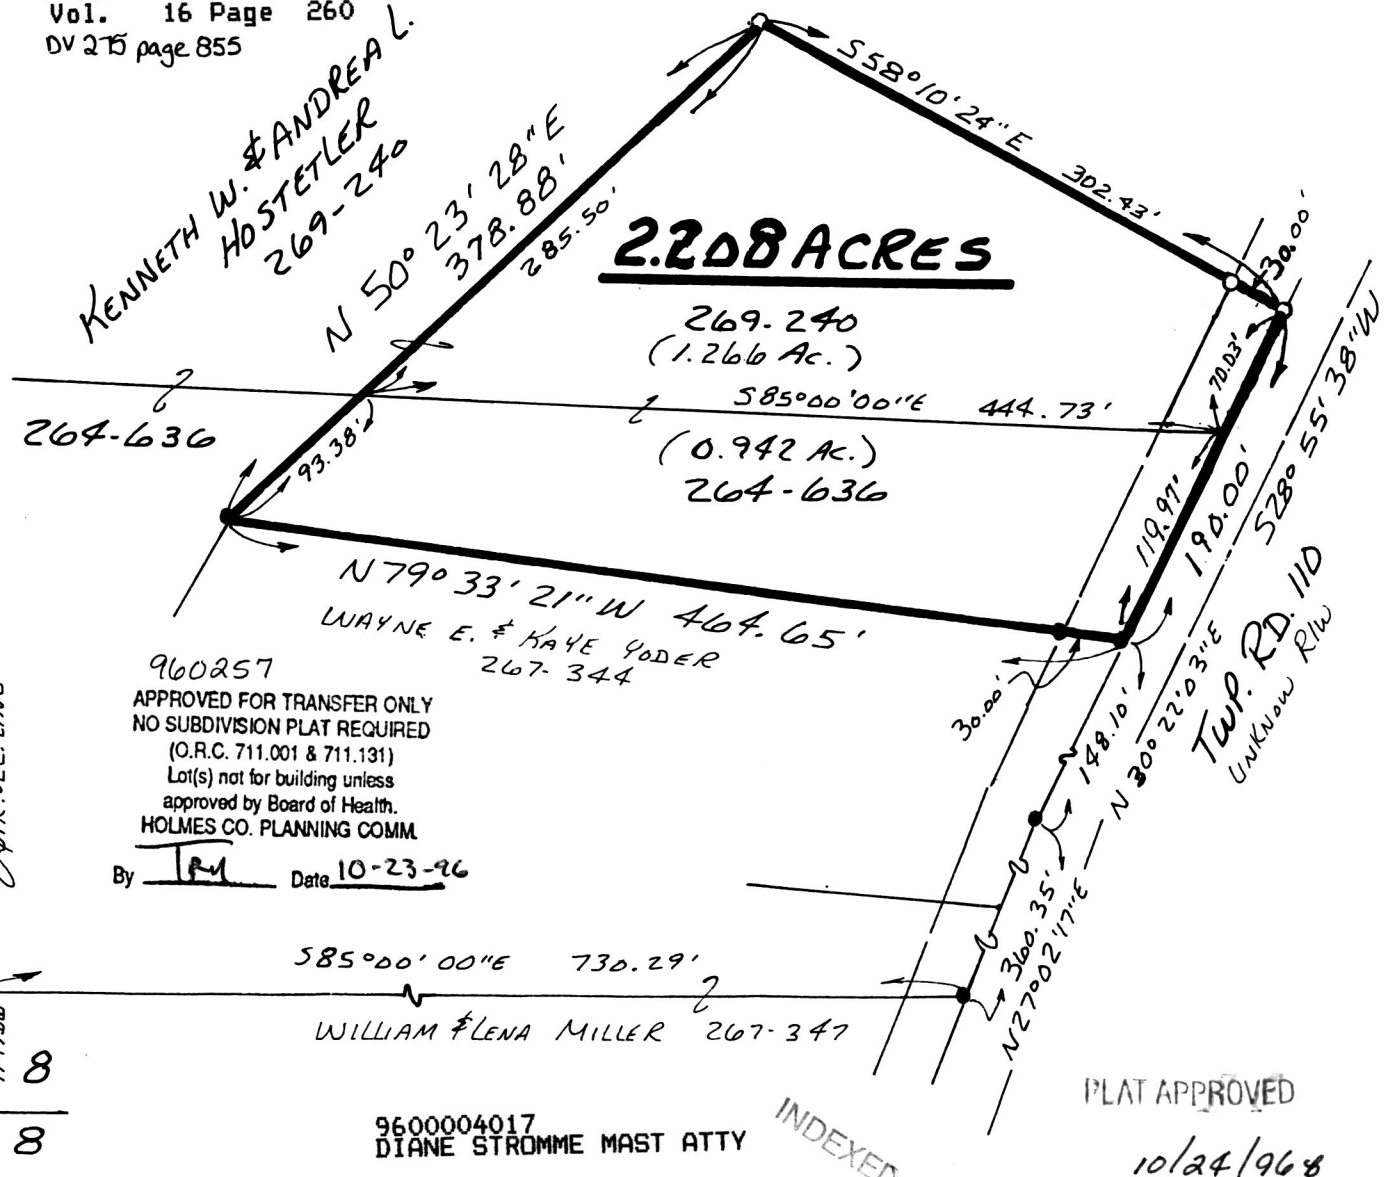 Vol. 16 Page 260
DV 275 page 855
KENNETH W. & ANDREA L.
HOSTETLER
269-240
N 50° 23' 28" E
378.88'
285.50'
S 58° 10' 24" E
302.43'
30.00'
2.208 ACRES
269-240
(1.266 Ac.)
S 85° 00' 00" E 444.73'
70.03'
264-636
93.38'
(0.942 Ac.)
264-636
119.97'
190.00'
S28° 55' 38" W
N 79° 33' 21" W 464.65'
WAYNE E. & KAYE YODER
267-344
30.00'
148.10'
N 30° 22' 03" E
TWP. RD. 110
UNKNOW R/W
960257
APPROVED FOR TRANSFER ONLY
NO SUBDIVISION PLAT REQUIRED
(O.R.C. 711.001 & 711.131)
Lot(s) not for building unless
approved by Board of Health.
HOLMES CO. PLANNING COMM.
By Date 10-23-96
360.35'
N 27° 02' 17" E
S 85° 00' 00" E 730.29'
WILLIAM & LENA MILLER 267-347
8
8
9600004017
DIANE STROMME MAST ATTY
INDEXED
PLAT APPROVED
10/24/96